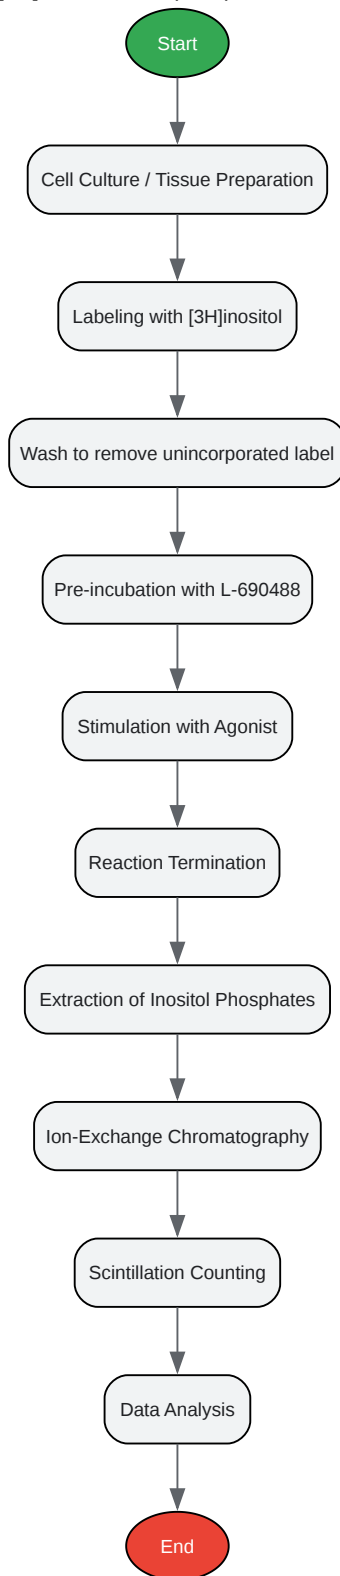 Start
Cell Culture / Tissue Preparation
Labeling with [3H]inositol
Wash to remove unincorporated label
Pre-incubation with L-690488
Stimulation with Agonist
Reaction Termination
Extraction of Inositol Phosphates
Ion-Exchange Chromatography
Scintillation Counting
Data Analysis
End